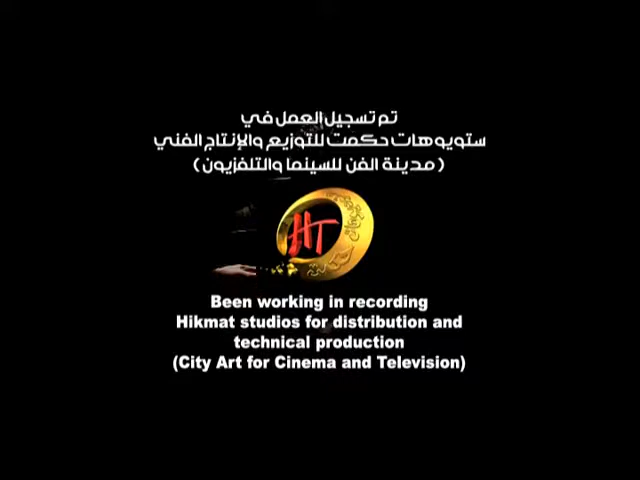 تم تسجيل العمل في
ستويوهات حكمت للتوزيع والإنتاج الفني
(مدينة الفن للسينما والتلفزيون)
HT
Been working in recording
Hikmat studios for distribution and
technical production
(City Art for Cinema and Television)